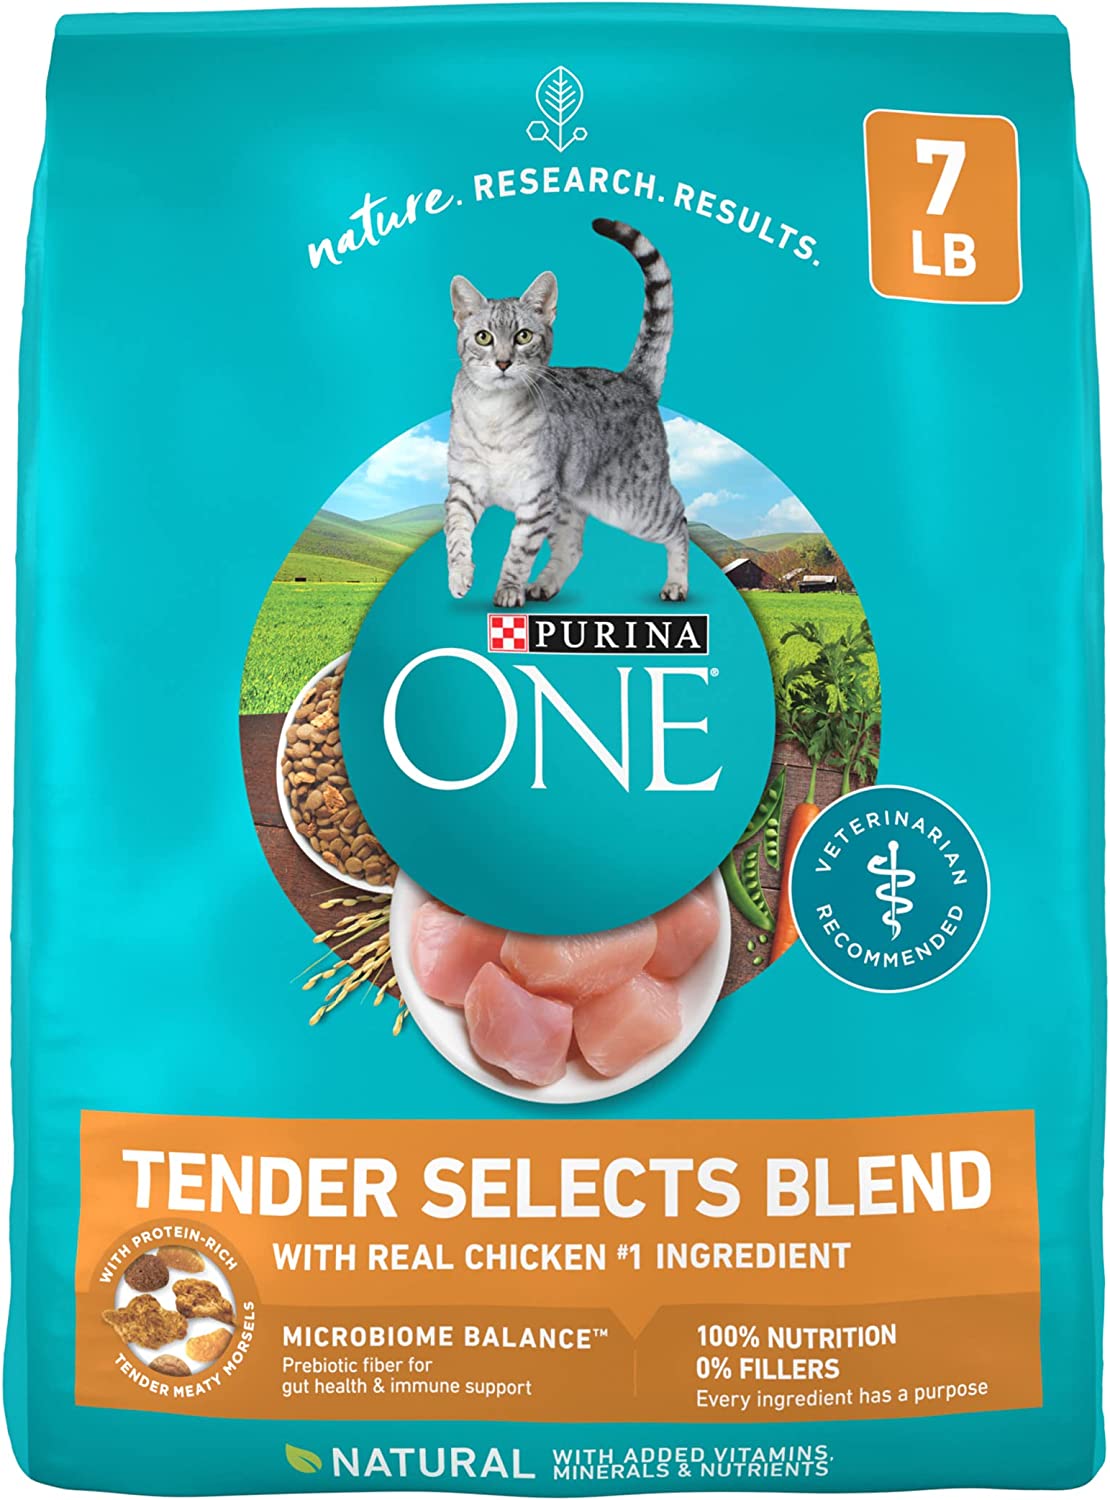 nature. RESEARCH. RESULTS.
7
LB
PURINA
ONE®
VETERINARIAN
RECOMMENDED
TENDER SELECTS BLEND
WITH REAL CHICKEN #1 INGREDIENT
WITH PROTEIN-RICH
TENDER MEATY MORSELS
MICROBIOME BALANCE™
Prebiotic fiber for
gut health & immune support
100% NUTRITION
0% FILLERS
Every ingredient has a purpose
NATURAL
WITH ADDED VITAMINS,
MINERALS & NUTRIENTS